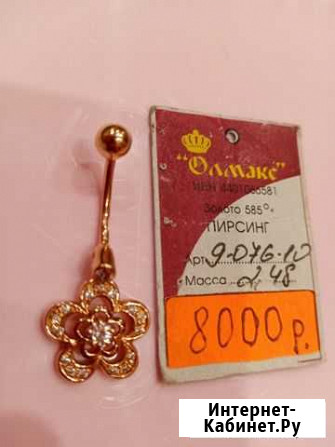 "Олмакс"
Золото 585°
ПИРСИНГ
Арт. 9-076-10
Масса 2,48
8000 р.
Интернет-
Кабинет.Ру